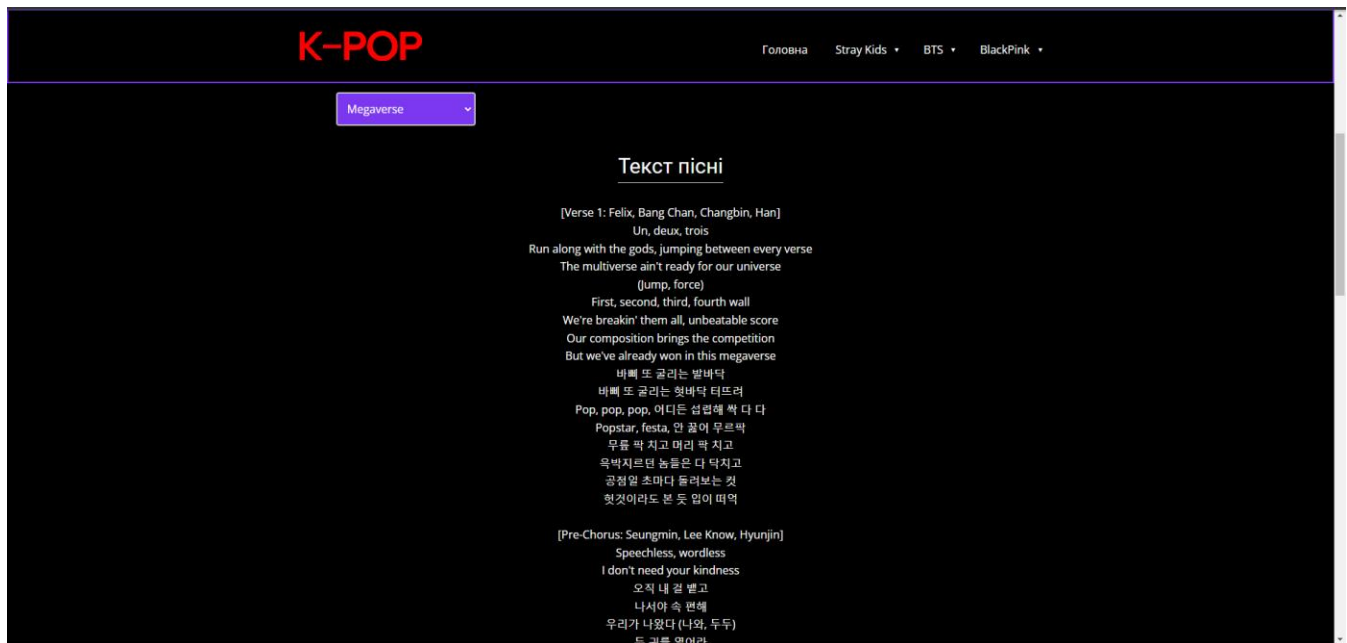 K-POP
Головна
Stray Kids
BTS
BlackPink
Megaverse
Текст пісні
[Verse 1: Felix, Bang Chan, Changbin, Han]
Un, deux, trois
Run along with the gods, jumping between every verse
The multiverse ain't ready for our universe
(Jump, force)
First, second, third, fourth wall
We're breakin' them all, unbeatable score
Our composition brings the competition
But we've already won in this megaverse
바삐 또 굴리는 발바닥
바삐 또 굴리는 혓바닥 터뜨려
Pop, pop, pop, 어디든 섭렵해 싹 다 다
Popstar, festa, 안 꿇어 무르팍
무릎 팍 치고 머리 팍 치고
윽박지르던 놈들은 다 닥치고
공점일 초마다 돌려보는 컷
헛것이라도 본 듯 입이 떠억
[Pre-Chorus: Seungmin, Lee Know, Hyunjin]
Speechless, wordless
I don't need your kindness
오직 내 걸 뱉고
나서야 속 편해
우리가 나왔다 (나와, 두두)
두 귀를 열어라